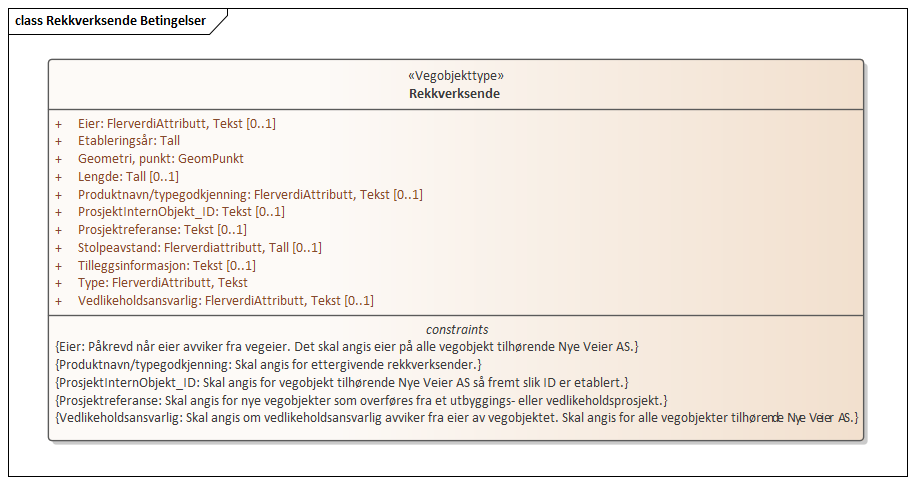 class Rekkverksende Betingelser
«Vegobjekttype»
Rekkverksende
+ Eier: FlerverdiAttributt, Tekst [0..1]
+ Etableringsår: Tall
+ Geometri, punkt: GeomPunkt
+ Lengde: Tall [0..1]
+ Produktnavn/typegodkjenning: FlerverdiAttributt, Tekst [0..1]
+ ProsjektInternObjekt_ID: Tekst [0..1]
+ Prosjektreferanse: Tekst [0..1]
+ Stolpeavstand: Flerverdiattributt, Tall [0..1]
+ Tilleggsinformasjon: Tekst [0..1]
+ Type: FlerverdiAttributt, Tekst
+ Vedlikeholdsansvarlig: FlerverdiAttributt, Tekst [0..1]
constraints
{Eier: Påkrevd når eier avviker fra vegeier. Det skal angis eier på alle vegobjekt tilhørende Nye Veier AS.}
{Produktnavn/typegodkjenning: Skal angis for ettergivende rekkverksender.}
{ProsjektInternObjekt_ID: Skal angis for vegobjekt tilhørende Nye Veier AS så fremt slik ID er etablert.}
{Prosjektreferanse: Skal angis for nye vegobjekter som overføres fra et utbyggings- eller vedlikeholdsprosjekt.}
{Vedlikeholdsansvarlig: Skal angis om vedlikeholdsansvarlig avviker fra eier av vegobjektet. Skal angis for alle vegobjekter tilhørende Nye Veier AS.}